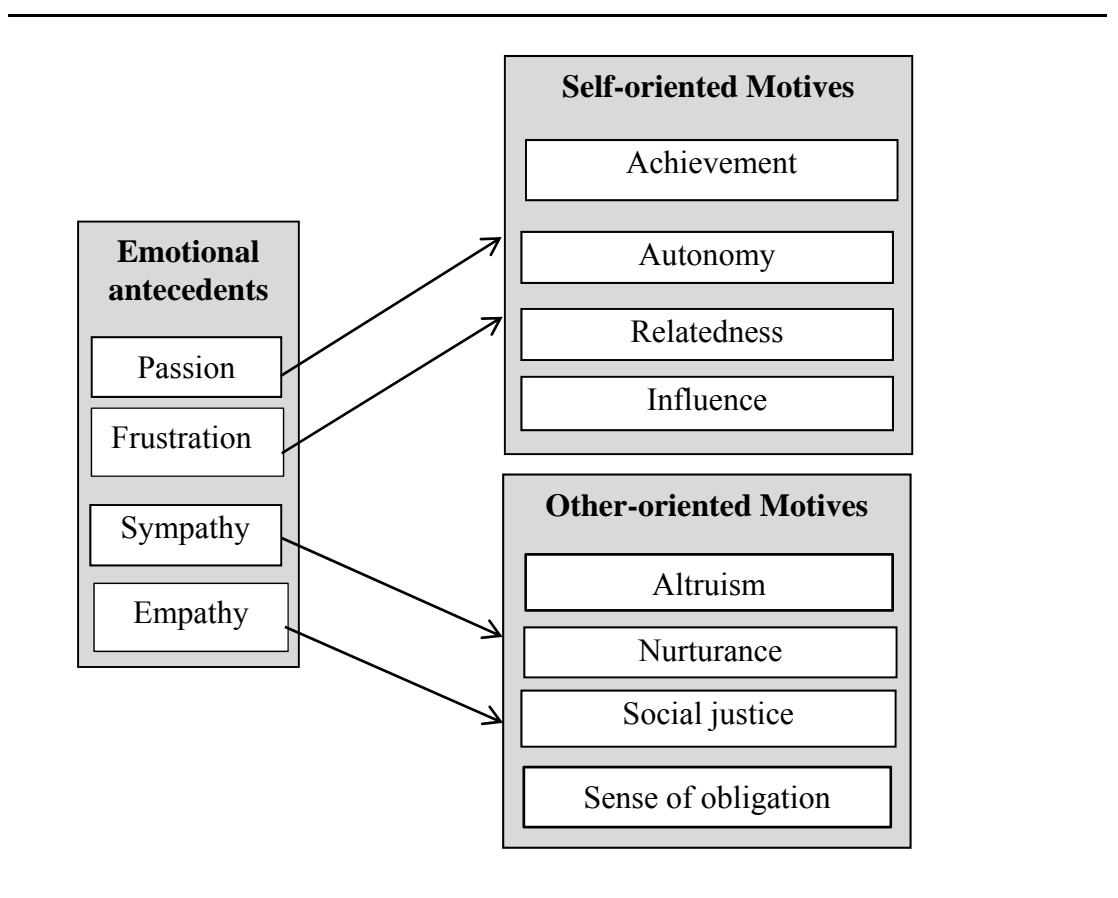 Emotional
antecedents
Passion
Frustration
Sympathy
Empathy
Self-oriented Motives
Achievement
Autonomy
Relatedness
Influence
Other-oriented Motives
Altruism
Nurturance
Social justice
Sense of obligation